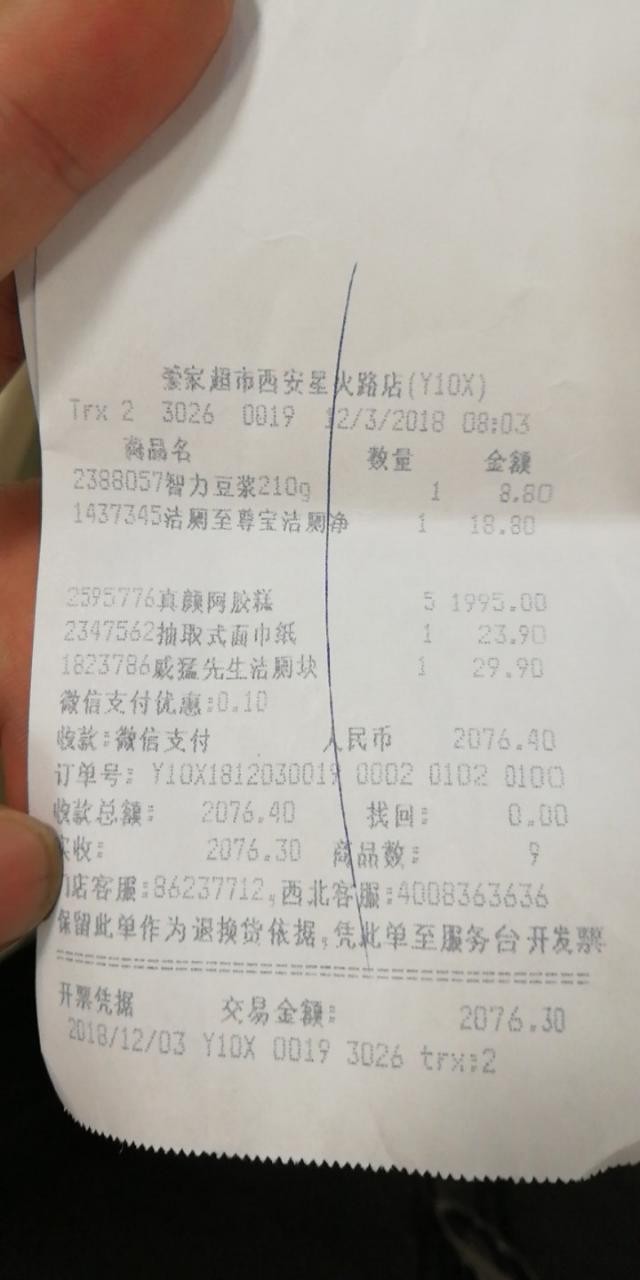 爱家超市西安星火路店(Y10X)
Trx 2 3026 0019 12/3/2018 08:03
商品名 数量 金额
2388057智力豆浆210g 1 8.80
1437345洁厕至尊宝洁厕净 1 18.80
2595776真颜阿胶糕 5 1995.00
2347562抽取式面巾纸 1 23.90
1823786威猛先生洁厕块 1 29.90
微信支付优惠:0.10
收款:微信支付 人民币 2076.40
订单号: Y10X1812030019 0002 0102 0100
收款总额: 2076.40 找回: 0.00
实收: 2076.30 商品数: 9
门店客服:86237712,西北客服:4008363636
保留此单作为退换货依据,凭此单至服务台开发票
开票凭据 交易金额: 2076.30
2018/12/03 Y10X 0019 3026 trx:2